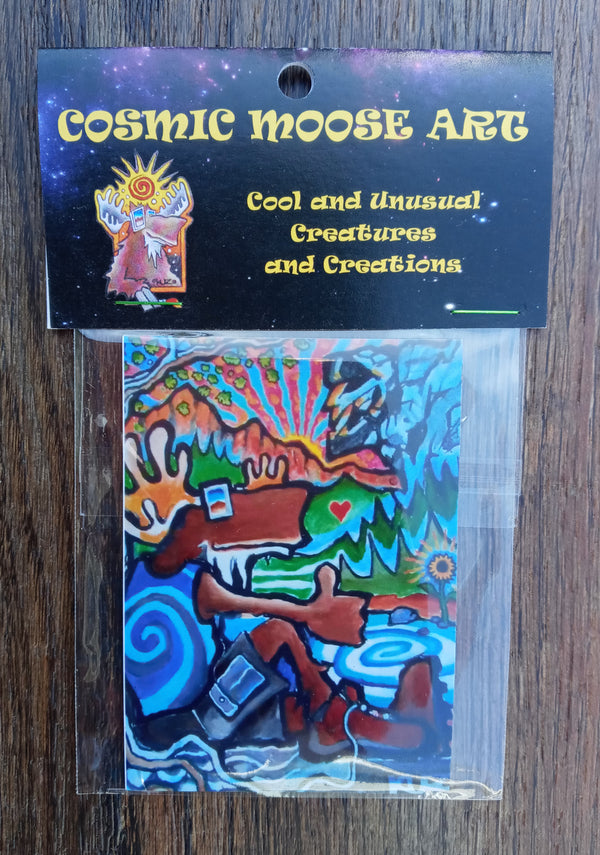 COSMIC MOOSE ART
Cool and Unusual
Creatures
and Creations